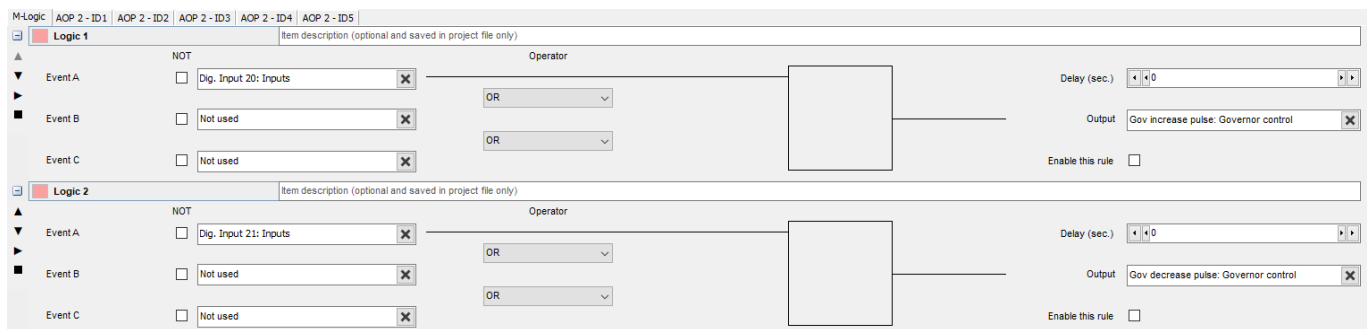 M-Logic AOP 2 - ID1 AOP 2 - ID2 AOP 2 - ID3 AOP 2 - ID4 AOP 2 - ID5
Logic 1 Item description (optional and saved in project file only)
NOT Operator
Event A Dig. Input 20: Inputs Delay (sec.) 0
OR
Event B Not used Output Gov increase pulse: Governor control
OR
Event C Not used Enable this rule
Logic 2 Item description (optional and saved in project file only)
NOT Operator
Event A Dig. Input 21: Inputs Delay (sec.) 0
OR
Event B Not used Output Gov decrease pulse: Governor control
OR
Event C Not used Enable this rule